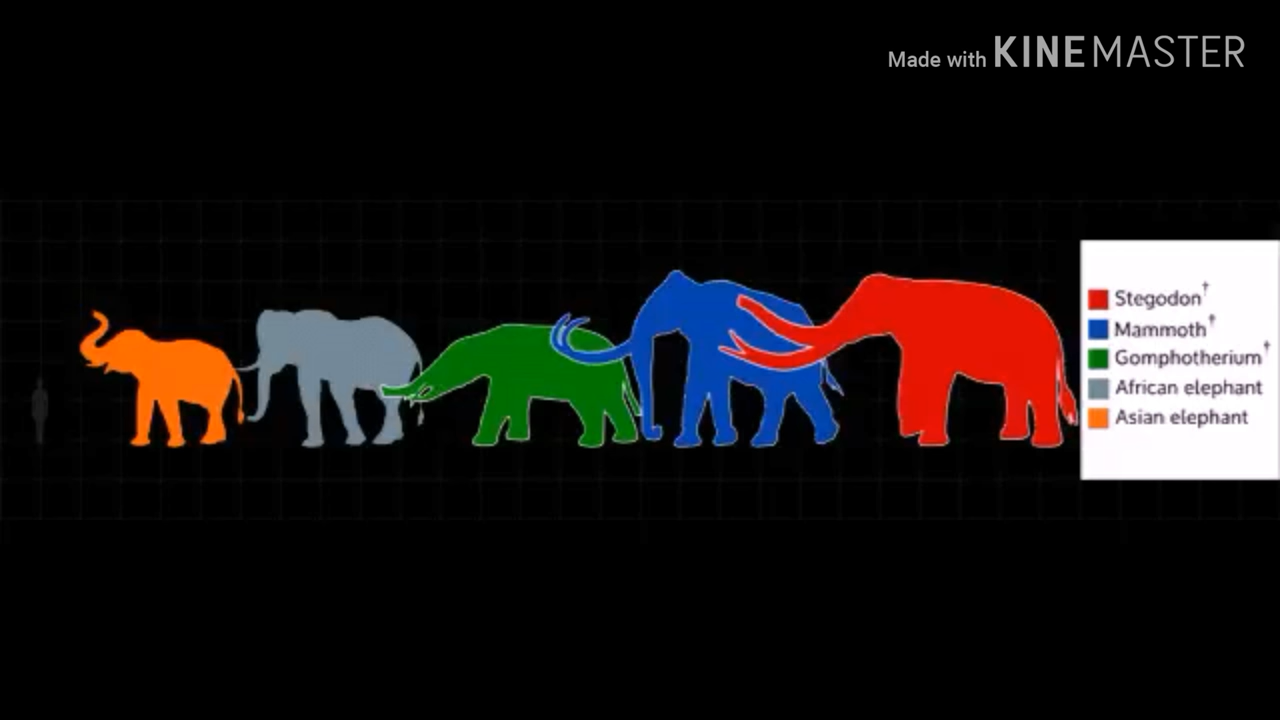 Made with KINEMASTER
Stegodon†
Mammoth†
Gomphotherium†
African elephant
Asian elephant